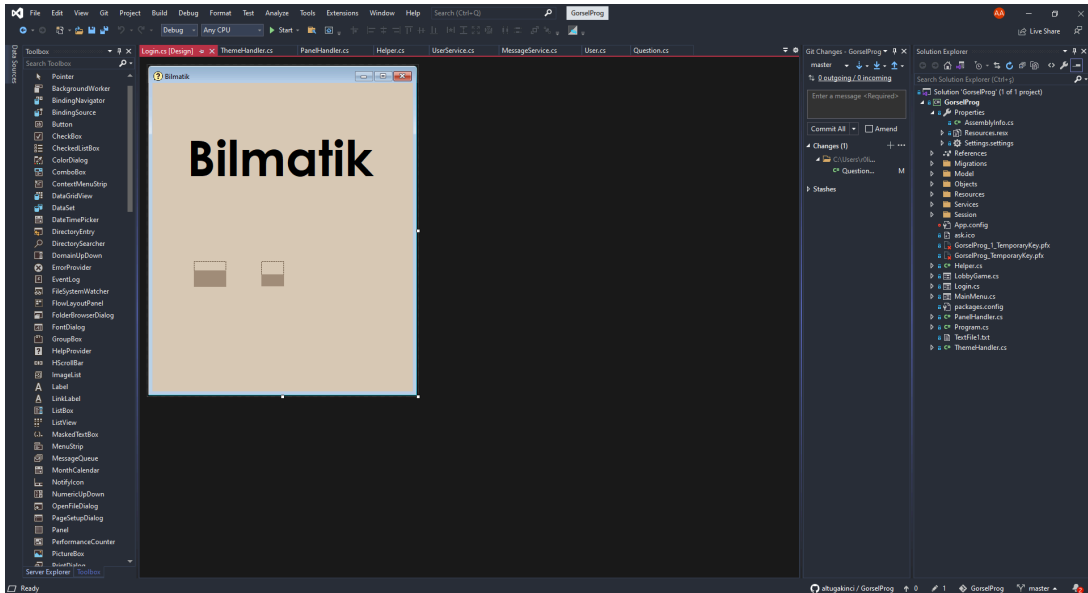 File Edit View Git Project Build Debug Format Test Analyze Tools Extensions Window Help Search (Ctrl+Q) GorselProg AA
Debug Any CPU Start Live Share
Data Sources
Toolbox
Search Toolbox
Pointer
BackgroundWorker
BindingNavigator
BindingSource
Button
CheckBox
CheckedListBox
ColorDialog
ComboBox
ContextMenuStrip
DataGridView
DataSet
DateTimePicker
DirectoryEntry
DirectorySearcher
DomainUpDown
ErrorProvider
EventLog
FileSystemWatcher
FlowLayoutPanel
FolderBrowserDialog
FontDialog
GroupBox
HelpProvider
HScrollBar
ImageList
Label
LinkLabel
ListBox
ListView
MaskedTextBox
MenuStrip
MessageQueue
MonthCalendar
NotifyIcon
NumericUpDown
OpenFileDialog
PageSetupDialog
Panel
PerformanceCounter
PictureBox
PrintDialog
Server Explorer Toolbox
Login.cs [Design] ThemeHandler.cs PanelHandler.cs Helper.cs UserService.cs MessageService.cs User.cs Question.cs
Bilmatik
Bilmatik
Git Changes - GorselProg
master
0 outgoing / 0 incoming
Enter a message <Required>
Commit All Amend
Changes (1)
Question... M
Stashes
Solution Explorer
Search Solution Explorer (Ctrl+ş)
Solution 'GorselProg' (1 of 1 project)
GorselProg
Properties
AssemblyInfo.cs
Resources.resx
Settings.settings
References
Migrations
Model
Objects
Resources
Services
Session
App.config
ask.ico
GorselProg_1_TemporaryKey.pfx
GorselProg_TemporaryKey.pfx
Helper.cs
LobbyGame.cs
Login.cs
MainMenu.cs
packages.config
PanelHandler.cs
Program.cs
TextFile1.txt
ThemeHandler.cs
Ready altugakinci / GorselProg 0 1 GorselProg master